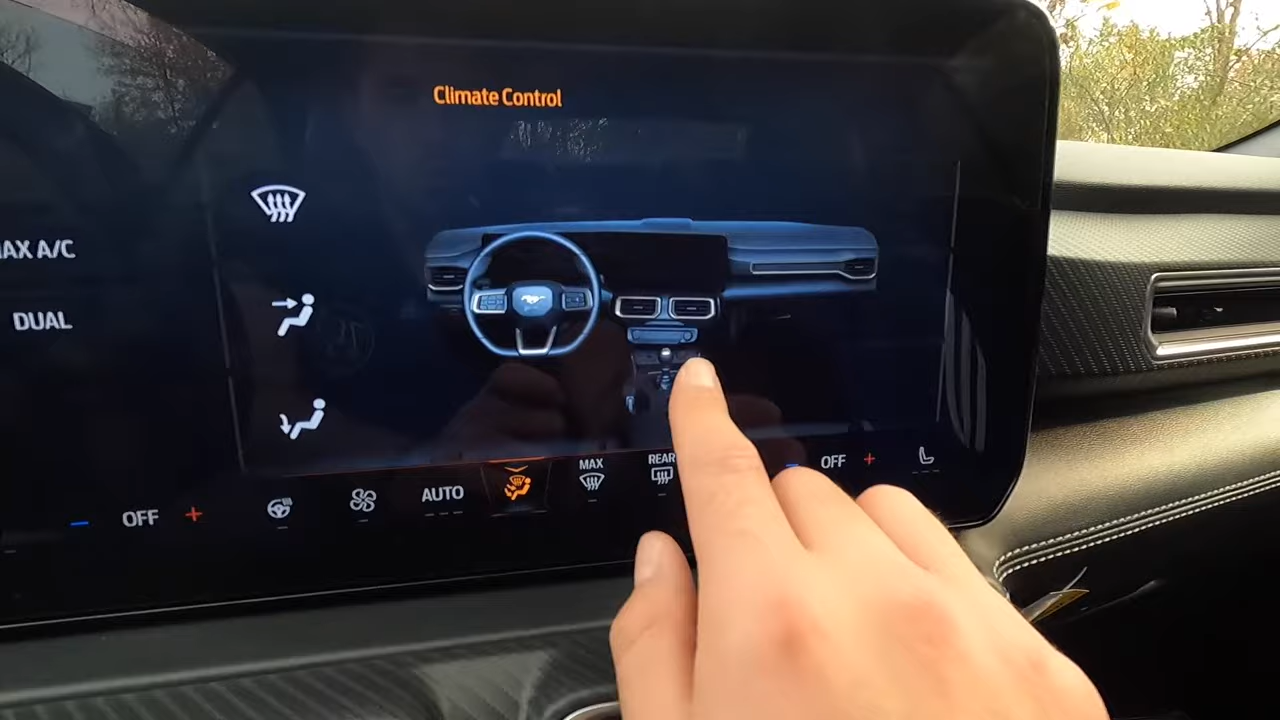 Climate Control
AX A/C
DUAL
OFF
AUTO
MAX
REAR
OFF